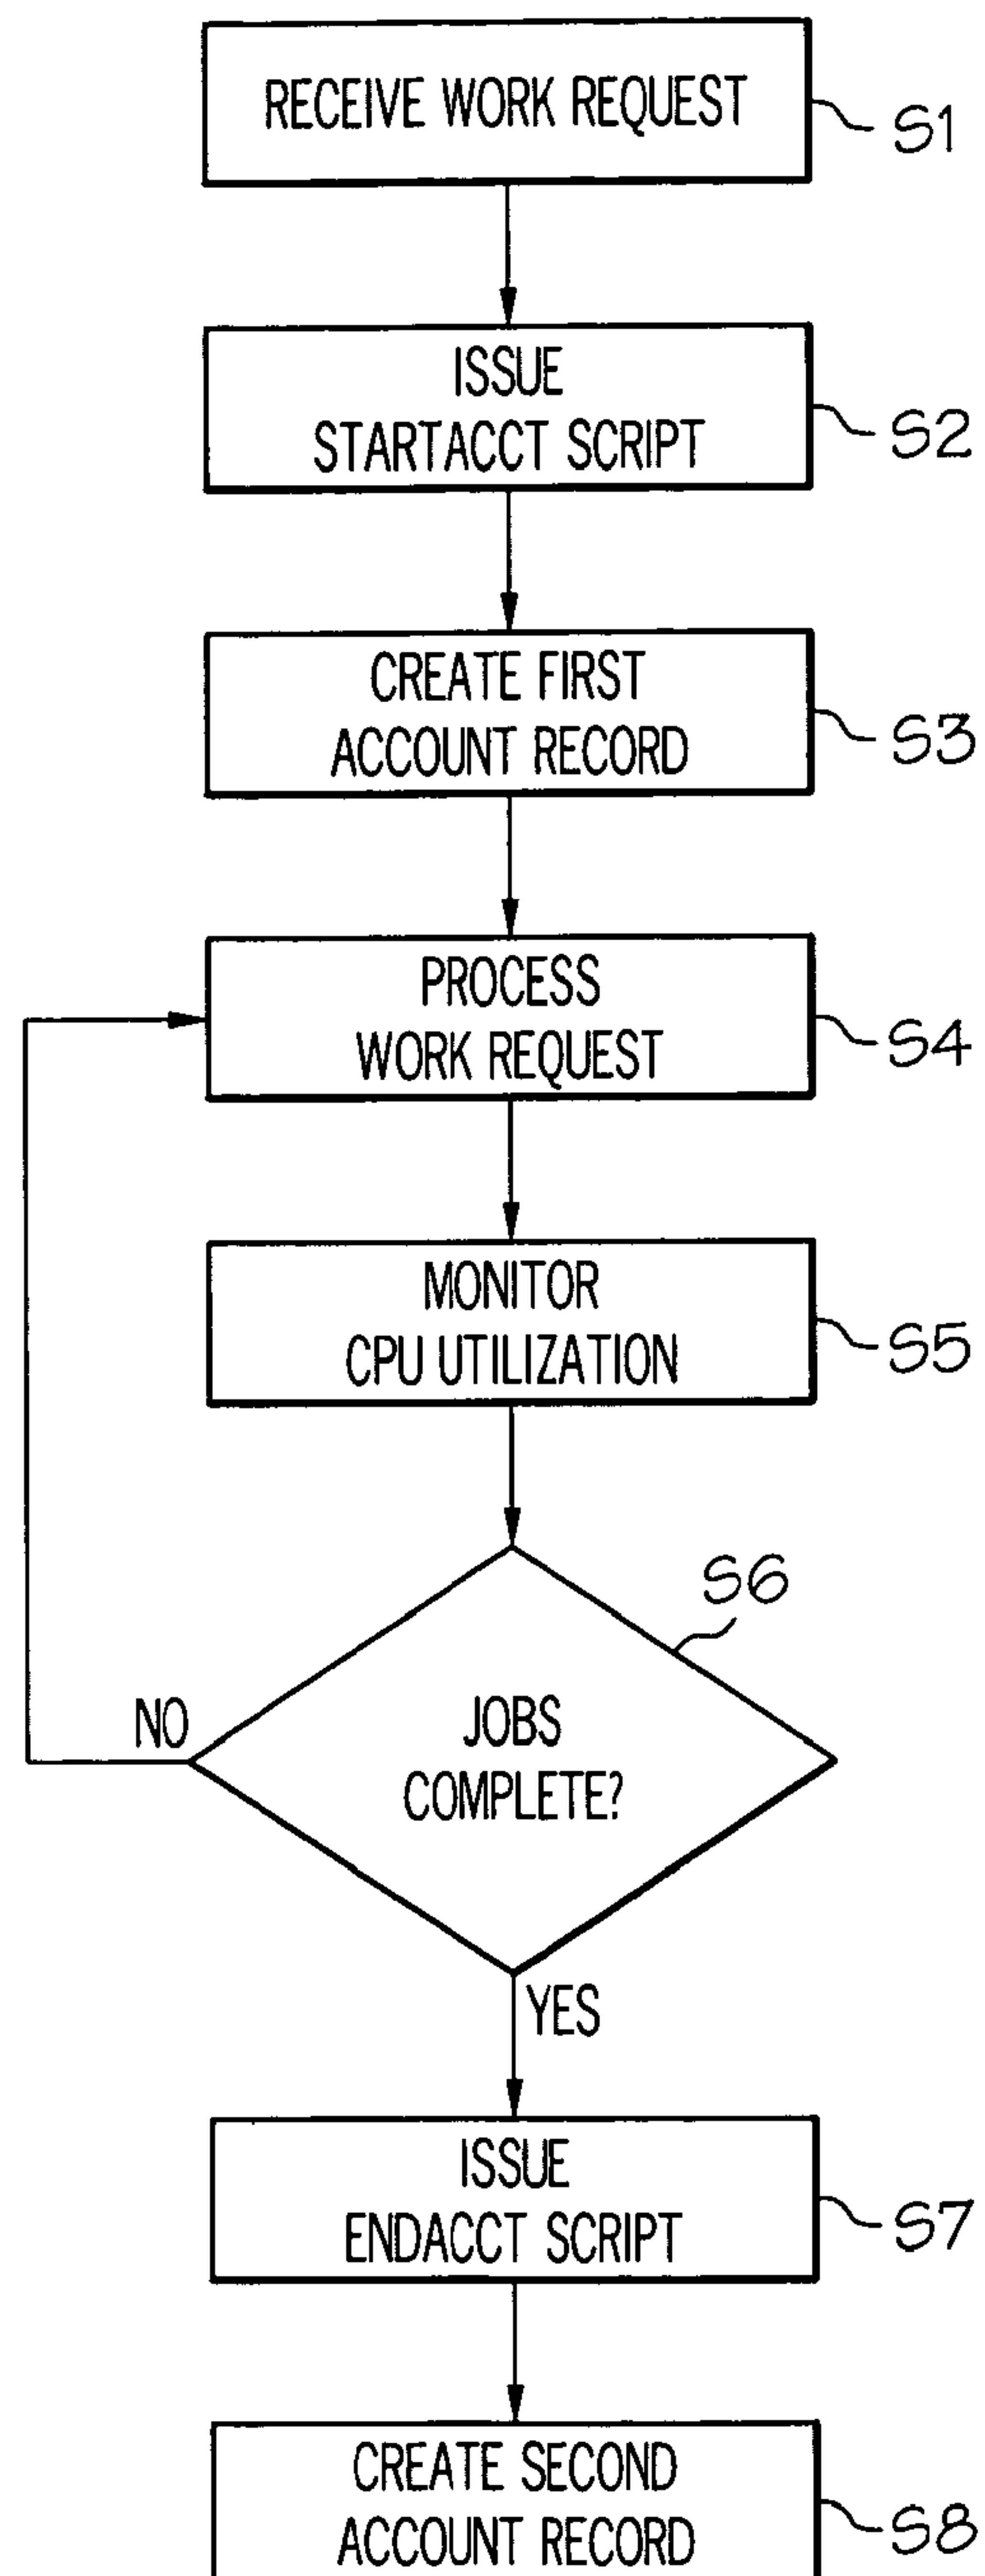 RECEIVE WORK REQUEST
S1
ISSUE
STARTACCT SCRIPT
S2
CREATE FIRST
ACCOUNT RECORD
S3
PROCESS
WORK REQUEST
S4
MONITOR
CPU UTILIZATION
S5
S6
JOBS
COMPLETE?
NO
YES
ISSUE
ENDACCT SCRIPT
S7
CREATE SECOND
ACCOUNT RECORD
S8